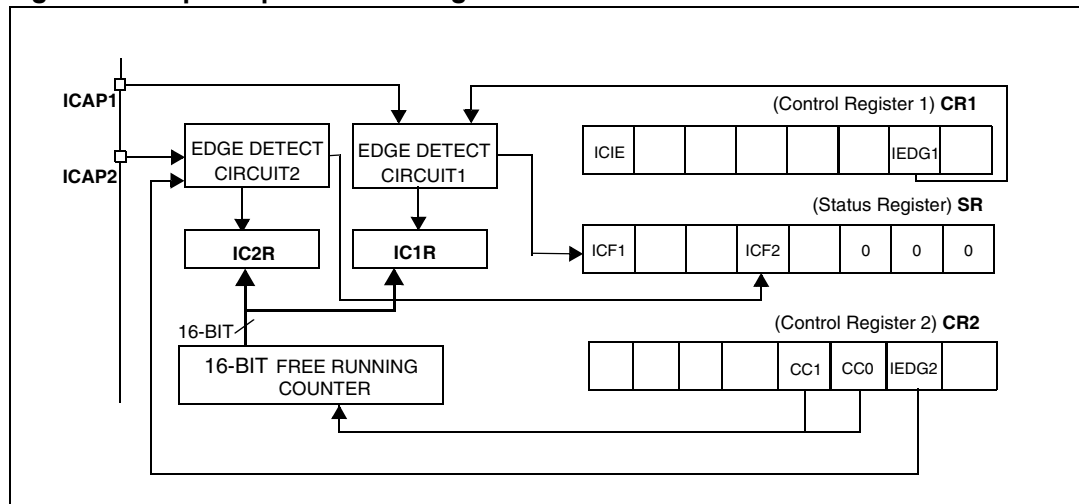 ICAP1
ICAP2
EDGE DETECT
CIRCUIT2
EDGE DETECT
CIRCUIT1
IC2R
IC1R
16-BIT
16-BIT FREE RUNNING
COUNTER
(Control Register 1) CR1
ICIE IEDG1
(Status Register) SR
ICF1 ICF2 0 0 0
(Control Register 2) CR2
CC1 CC0 IEDG2